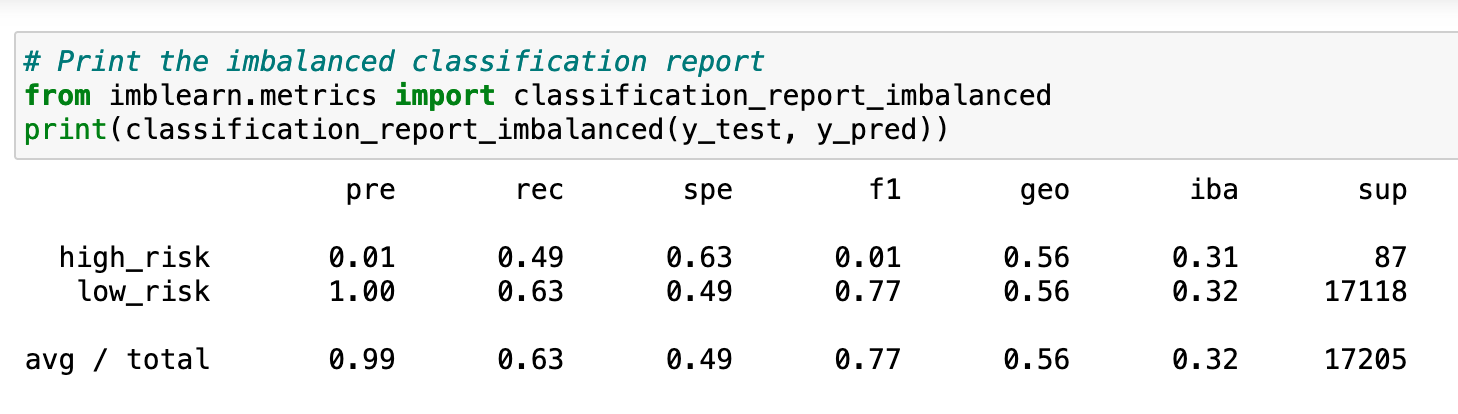 # Print the imbalanced classification report
from imblearn.metrics import classification_report_imbalanced
print(classification_report_imbalanced(y_test, y_pred))
pre rec spe f1 geo iba sup
high_risk 0.01 0.49 0.63 0.01 0.56 0.31 87
low_risk 1.00 0.63 0.49 0.77 0.56 0.32 17118
avg / total 0.99 0.63 0.49 0.77 0.56 0.32 17205